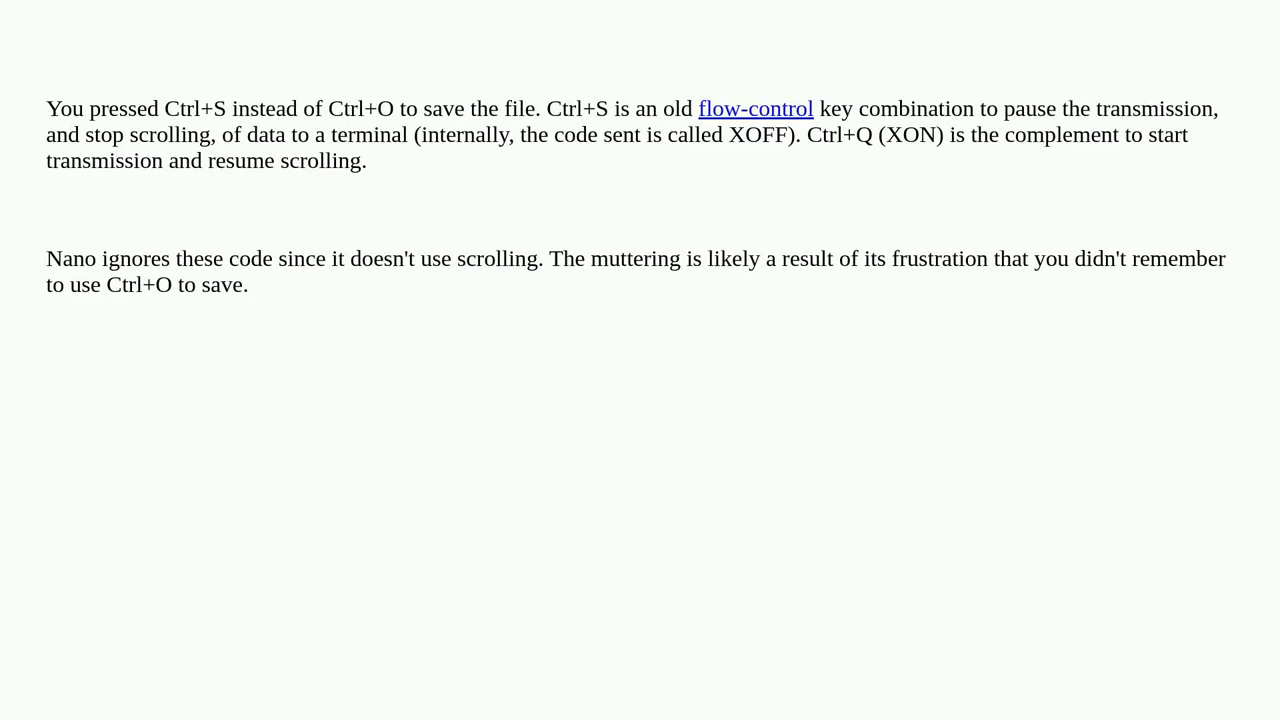 You pressed Ctrl+S instead of Ctrl+O to save the file. Ctrl+S is an old flow-control key combination to pause the transmission,
and stop scrolling, of data to a terminal (internally, the code sent is called XOFF). Ctrl+Q (XON) is the complement to start
transmission and resume scrolling.
Nano ignores these code since it doesn't use scrolling. The muttering is likely a result of its frustration that you didn't remember
to use Ctrl+O to save.